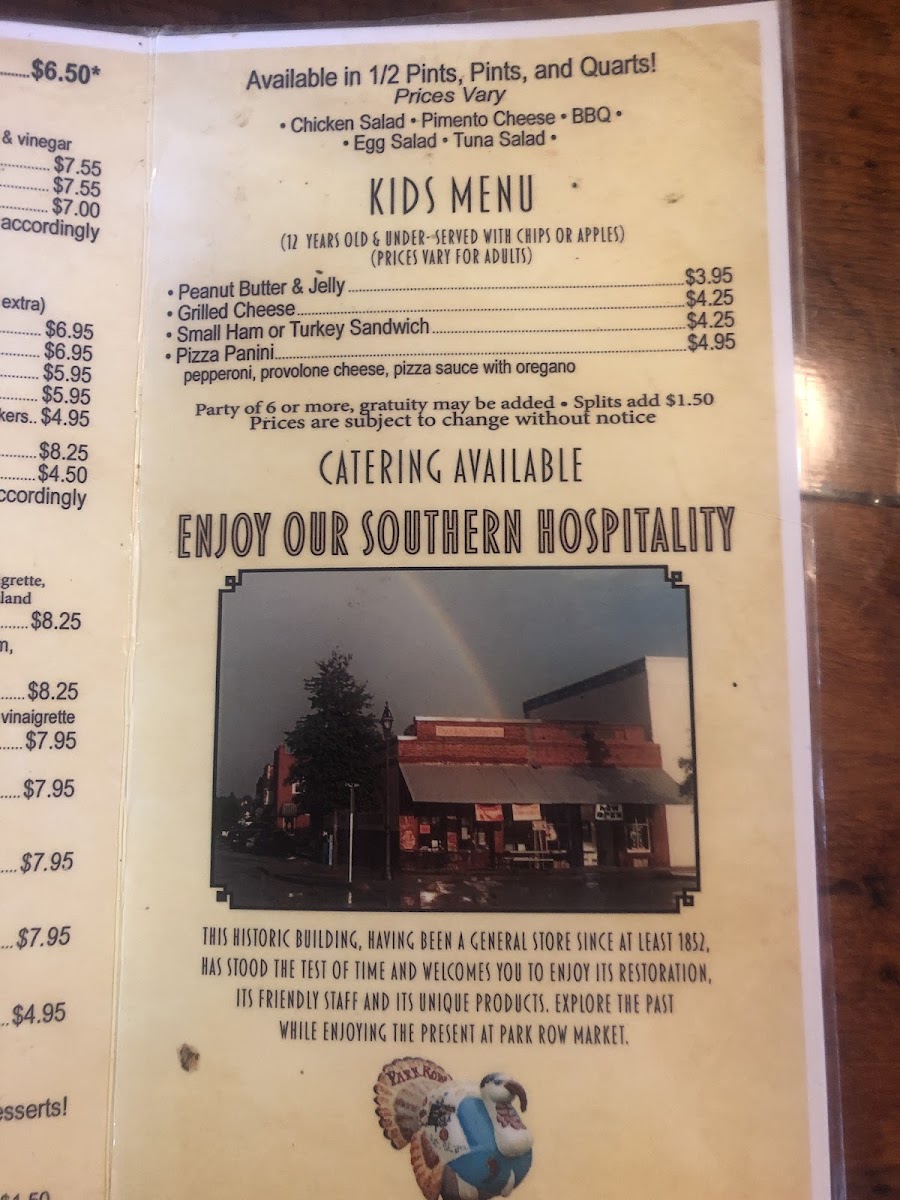 $6.50*
& vinegar
$7.55
$7.55
$7.00
accordingly
extra)
$6.95
$6.95
$5.95
$5.95
kers.. $4.95
$8.25
$4.50
ccordingly
grette,
land
$8.25
m,
$8.25
vinaigrette
$7.95
$7.95
$7.95
$7.95
$4.95
esserts!
Available in 1/2 Pints, Pints, and Quarts!
Prices Vary
• Chicken Salad • Pimento Cheese • BBQ •
• Egg Salad • Tuna Salad •
KIDS MENU
(12 YEARS OLD & UNDER- SERVED WITH CHIPS OR APPLES)
(PRICES VARY FOR ADULTS)
• Peanut Butter & Jelly $3.95
• Grilled Cheese $4.25
• Small Ham or Turkey Sandwich $4.25
• Pizza Panini $4.95
pepperoni, provolone cheese, pizza sauce with oregano
Party of 6 or more, gratuity may be added • Splits add $1.50
Prices are subject to change without notice
CATERING AVAILABLE
ENJOY OUR SOUTHERN HOSPITALITY
THIS HISTORIC BUILDING, HAVING BEEN A GENERAL STORE SINCE AT LEAST 1852,
HAS STOOD THE TEST OF TIME AND WELCOMES YOU TO ENJOY ITS RESTORATION,
ITS FRIENDLY STAFF AND ITS UNIQUE PRODUCTS. EXPLORE THE PAST
WHILE ENJOYING THE PRESENT AT PARK ROW MARKET.
PARK ROW